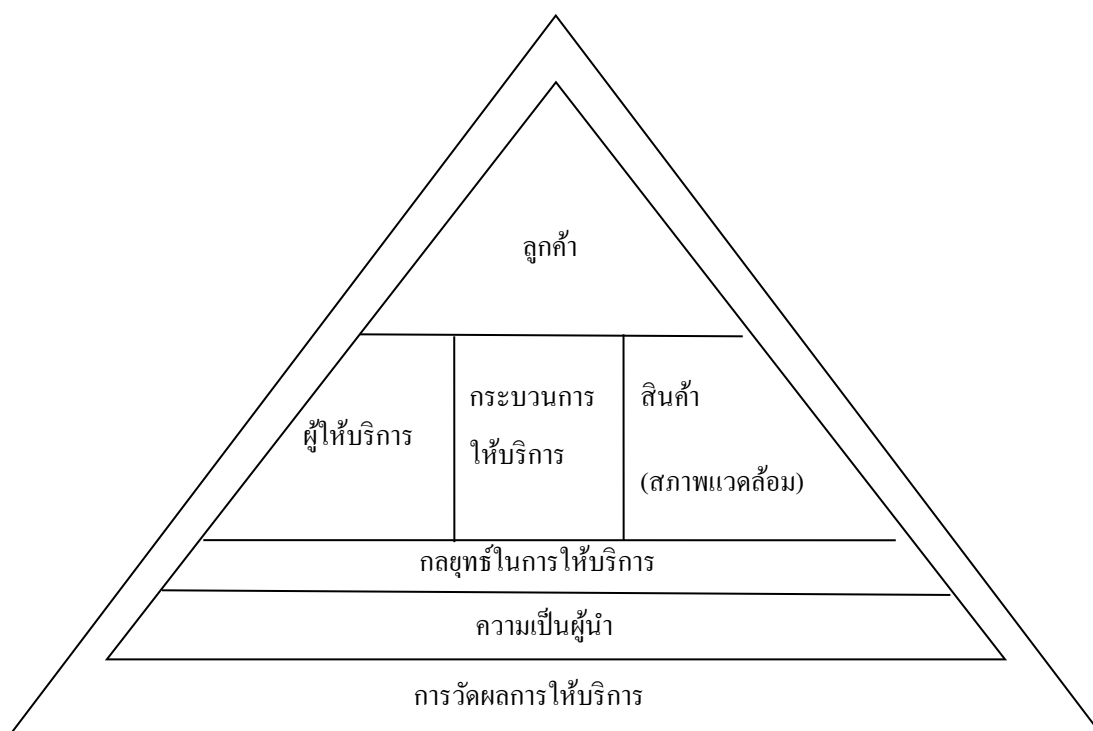 ลูกค้า
ผู้ให้บริการ
กระบวนการ
ให้บริการ
สินค้า
(สภาพแวดล้อม)
กลยุทธ์ในการให้บริการ
ความเป็นผู้นำ
การวัดผลการให้บริการ